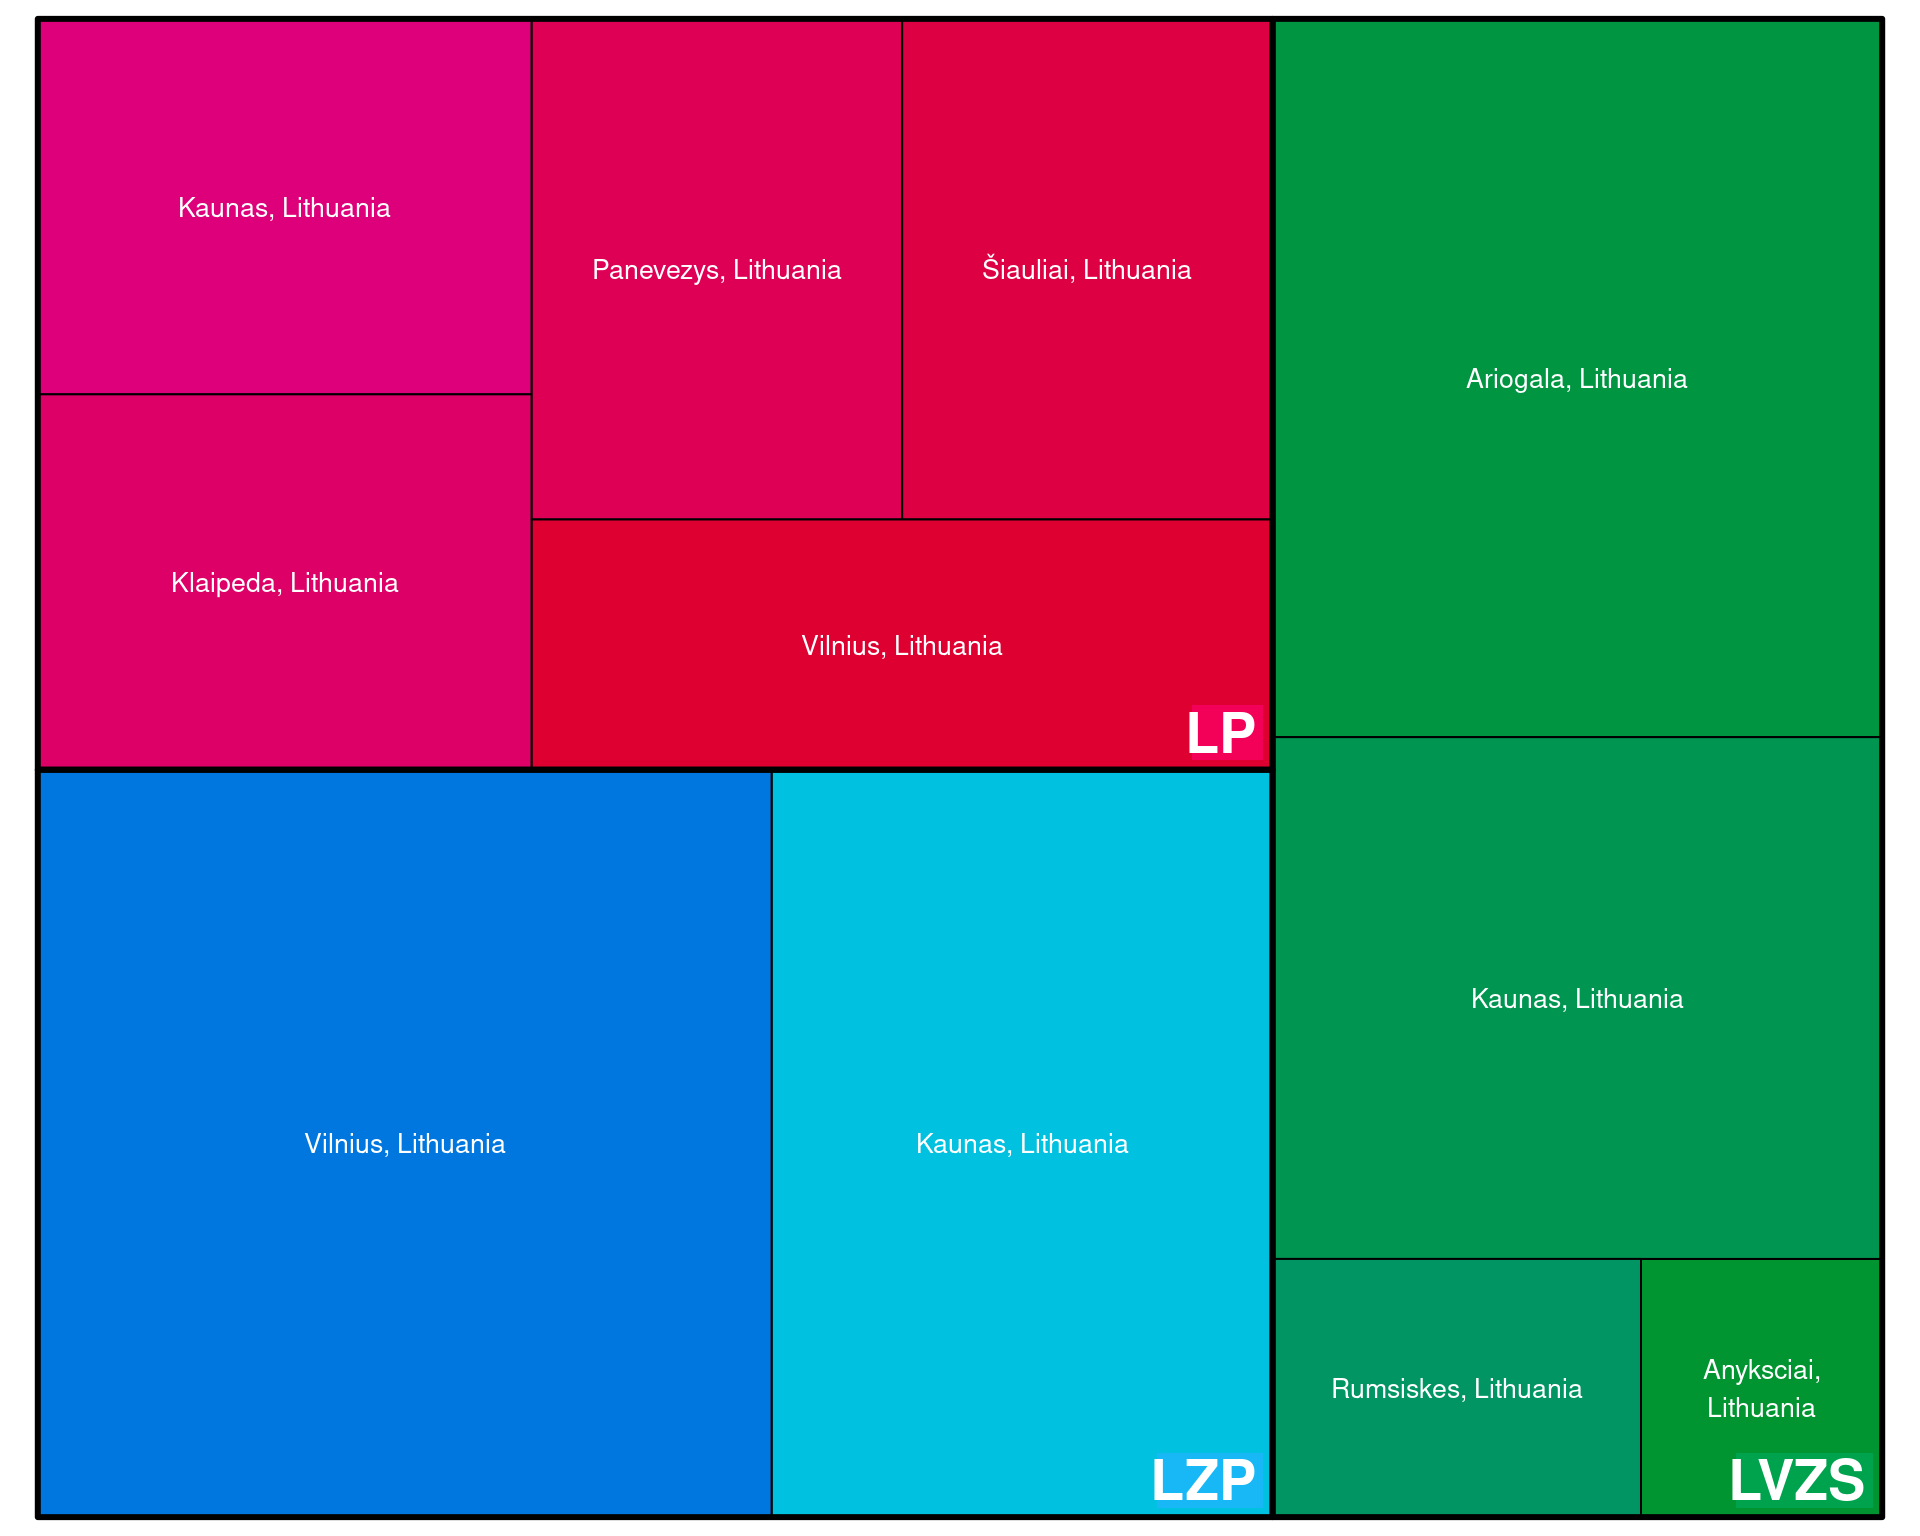 Kaunas, Lithuania
Panevezys, Lithuania
Šiauliai, Lithuania
Klaipeda, Lithuania
Vilnius, Lithuania
LP
Vilnius, Lithuania
Kaunas, Lithuania
LZP
Ariogala, Lithuania
Kaunas, Lithuania
Rumsiskes, Lithuania
Anyksciai,
Lithuania
LVZS